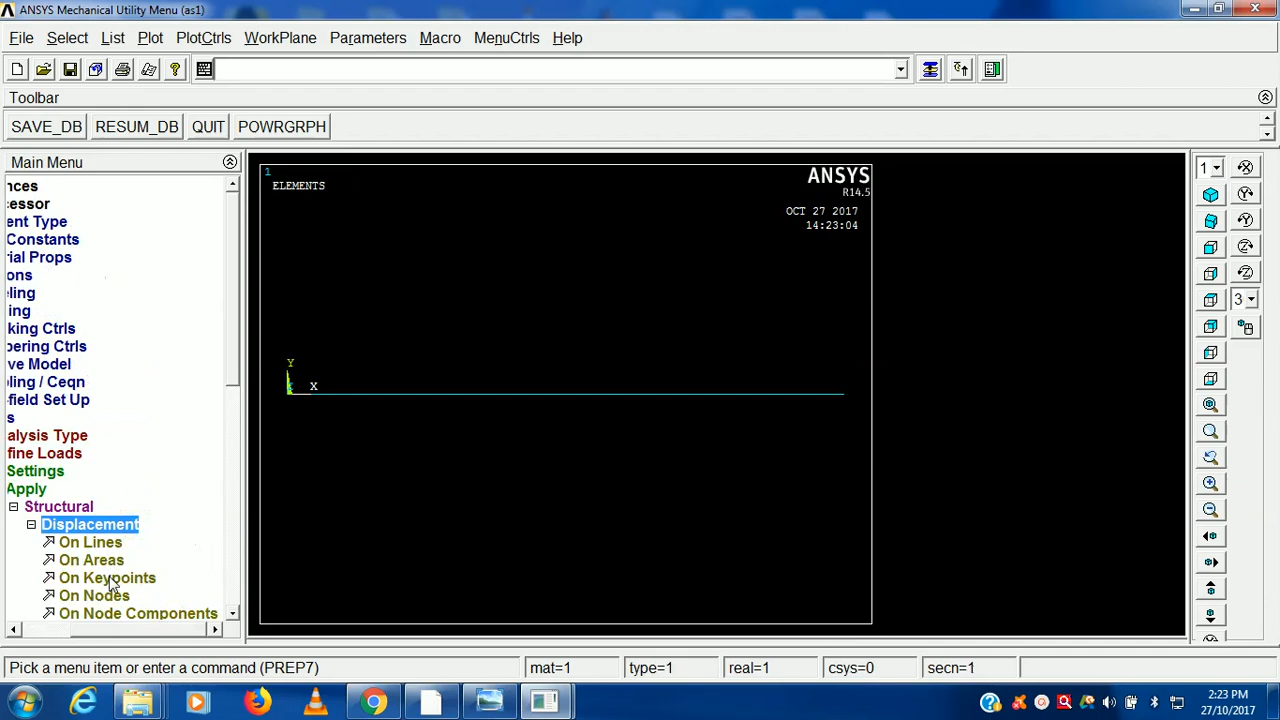 ANSYS Mechanical Utility Menu (as1)
File Select List Plot PlotCtrls WorkPlane Parameters Macro MenuCtrls Help
Toolbar
SAVE_DB RESUM_DB QUIT POWRGRPH
Main Menu
nces
cessor
ent Type
Constants
rial Props
ons
eling
ing
king Ctrls
bering Ctrls
ve Model
pling / Ceqn
-field Set Up
s
alysis Type
fine Loads
Settings
Apply
Structural
Displacement
On Lines
On Areas
On Keypoints
On Nodes
On Node Components
1
ELEMENTS
ANSYS
R14.5
OCT 27 2017
14:23:04
Y
X
1
3
Pick a menu item or enter a command (PREP7) mat=1 type=1 real=1 csys=0 secn=1
2:23 PM
27/10/2017